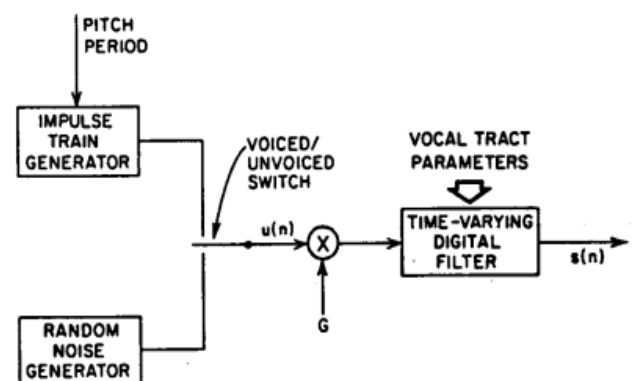 PITCH
PERIOD
IMPULSE
TRAIN
GENERATOR
VOICED/
UNVOICED
SWITCH
VOCAL TRACT
PARAMETERS
u(n)
X
TIME-VARYING
DIGITAL
FILTER
s(n)
G
RANDOM
NOISE
GENERATOR